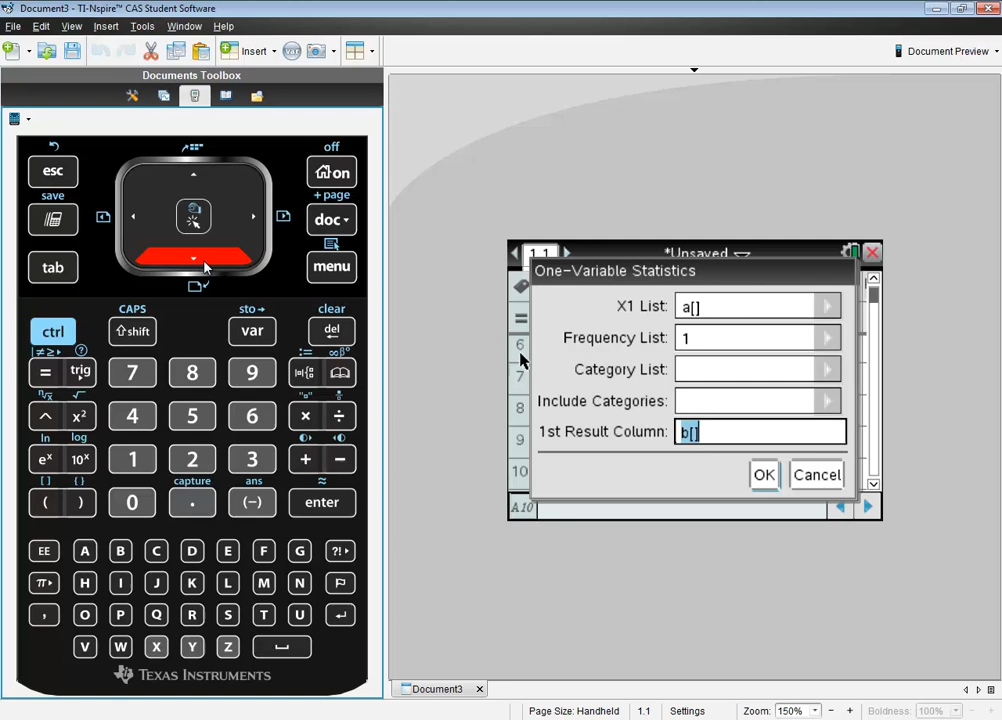 Document3 - TI-Nspire™ CAS Student Software
File Edit View Insert Tools Window Help
Insert var Document Preview
Documents Toolbox
off
esc on
save + page
doc
tab menu
CAPS sto clear
ctrl shift var del
= trig 7 8 9
^ x² 4 5 6 × ÷
ln log
eˣ 10ˣ 1 2 3 + −
[ ] { } capture ans ≈
( ) 0 . (−) enter
EE A B C D E F G ?!
π H I J K L M N
, O P Q R S T U
V W X Y Z
TEXAS INSTRUMENTS
1.1 *Unsaved
One-Variable Statistics
X1 List: a[]
Frequency List: 1
Category List:
Include Categories:
1st Result Column: b[]
OK Cancel
=
6
7
8
9
10
A10
Document3
Page Size: Handheld 1.1 Settings Zoom: 150% − + Boldness: 100% − +